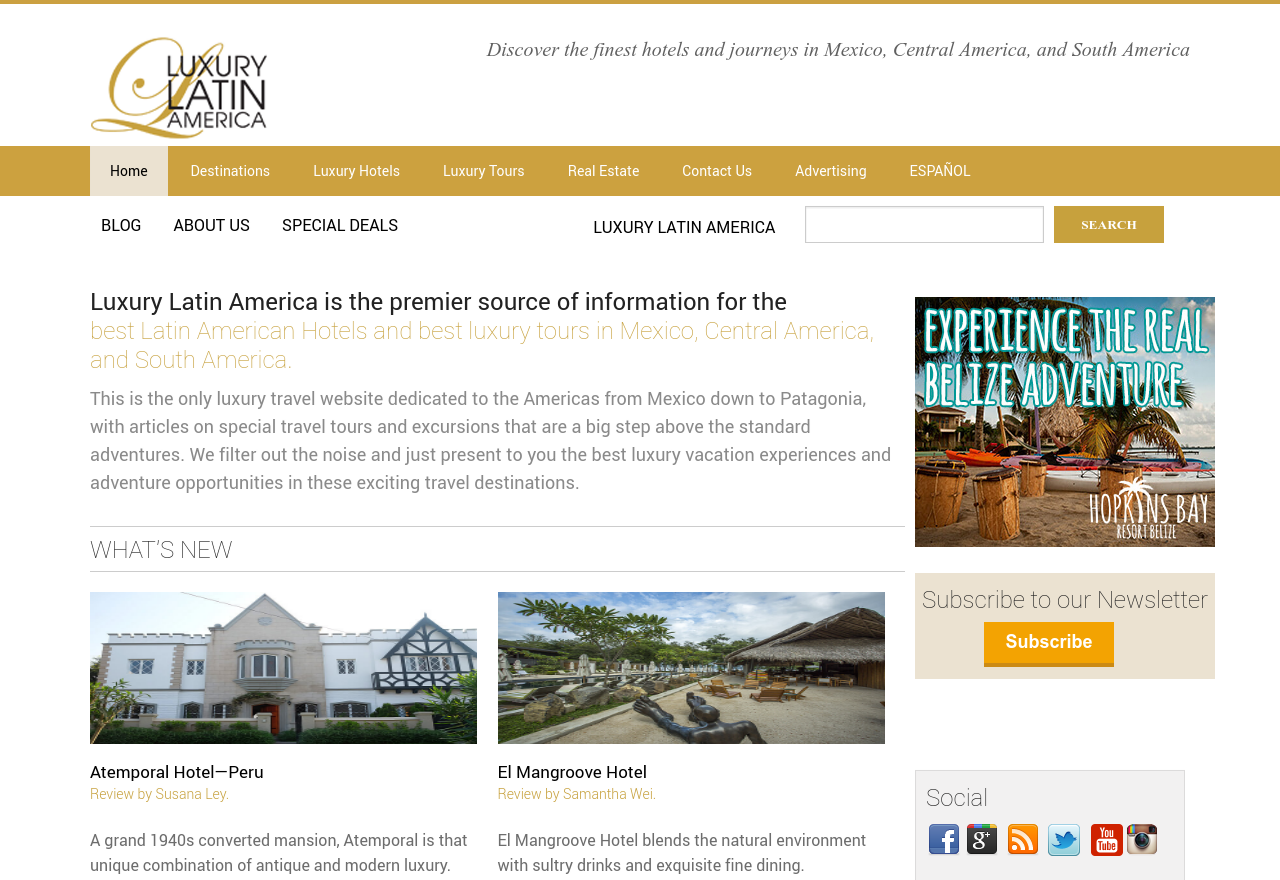 Discover the finest hotels and journeys in Mexico, Central America, and South America
LUXURY
LATIN
AMERICA
Home Destinations Luxury Hotels Luxury Tours Real Estate Contact Us Advertising ESPAÑOL
BLOG ABOUT US SPECIAL DEALS LUXURY LATIN AMERICA SEARCH
Luxury Latin America is the premier source of information for the
best Latin American Hotels and best luxury tours in Mexico, Central America,
and South America.
This is the only luxury travel website dedicated to the Americas from Mexico down to Patagonia,
with articles on special travel tours and excursions that are a big step above the standard
adventures. We filter out the noise and just present to you the best luxury vacation experiences and
adventure opportunities in these exciting travel destinations.
WHAT'S NEW
Atemporal Hotel—Peru
Review by Susana Ley.
A grand 1940s converted mansion, Atemporal is that
unique combination of antique and modern luxury.
El Mangroove Hotel
Review by Samantha Wei.
El Mangroove Hotel blends the natural environment
with sultry drinks and exquisite fine dining.
EXPERIENCE THE REAL
BELIZE ADVENTURE
HOPKINS BAY
RESORT BELIZE
Subscribe to our Newsletter
Subscribe
Social
You
Tube